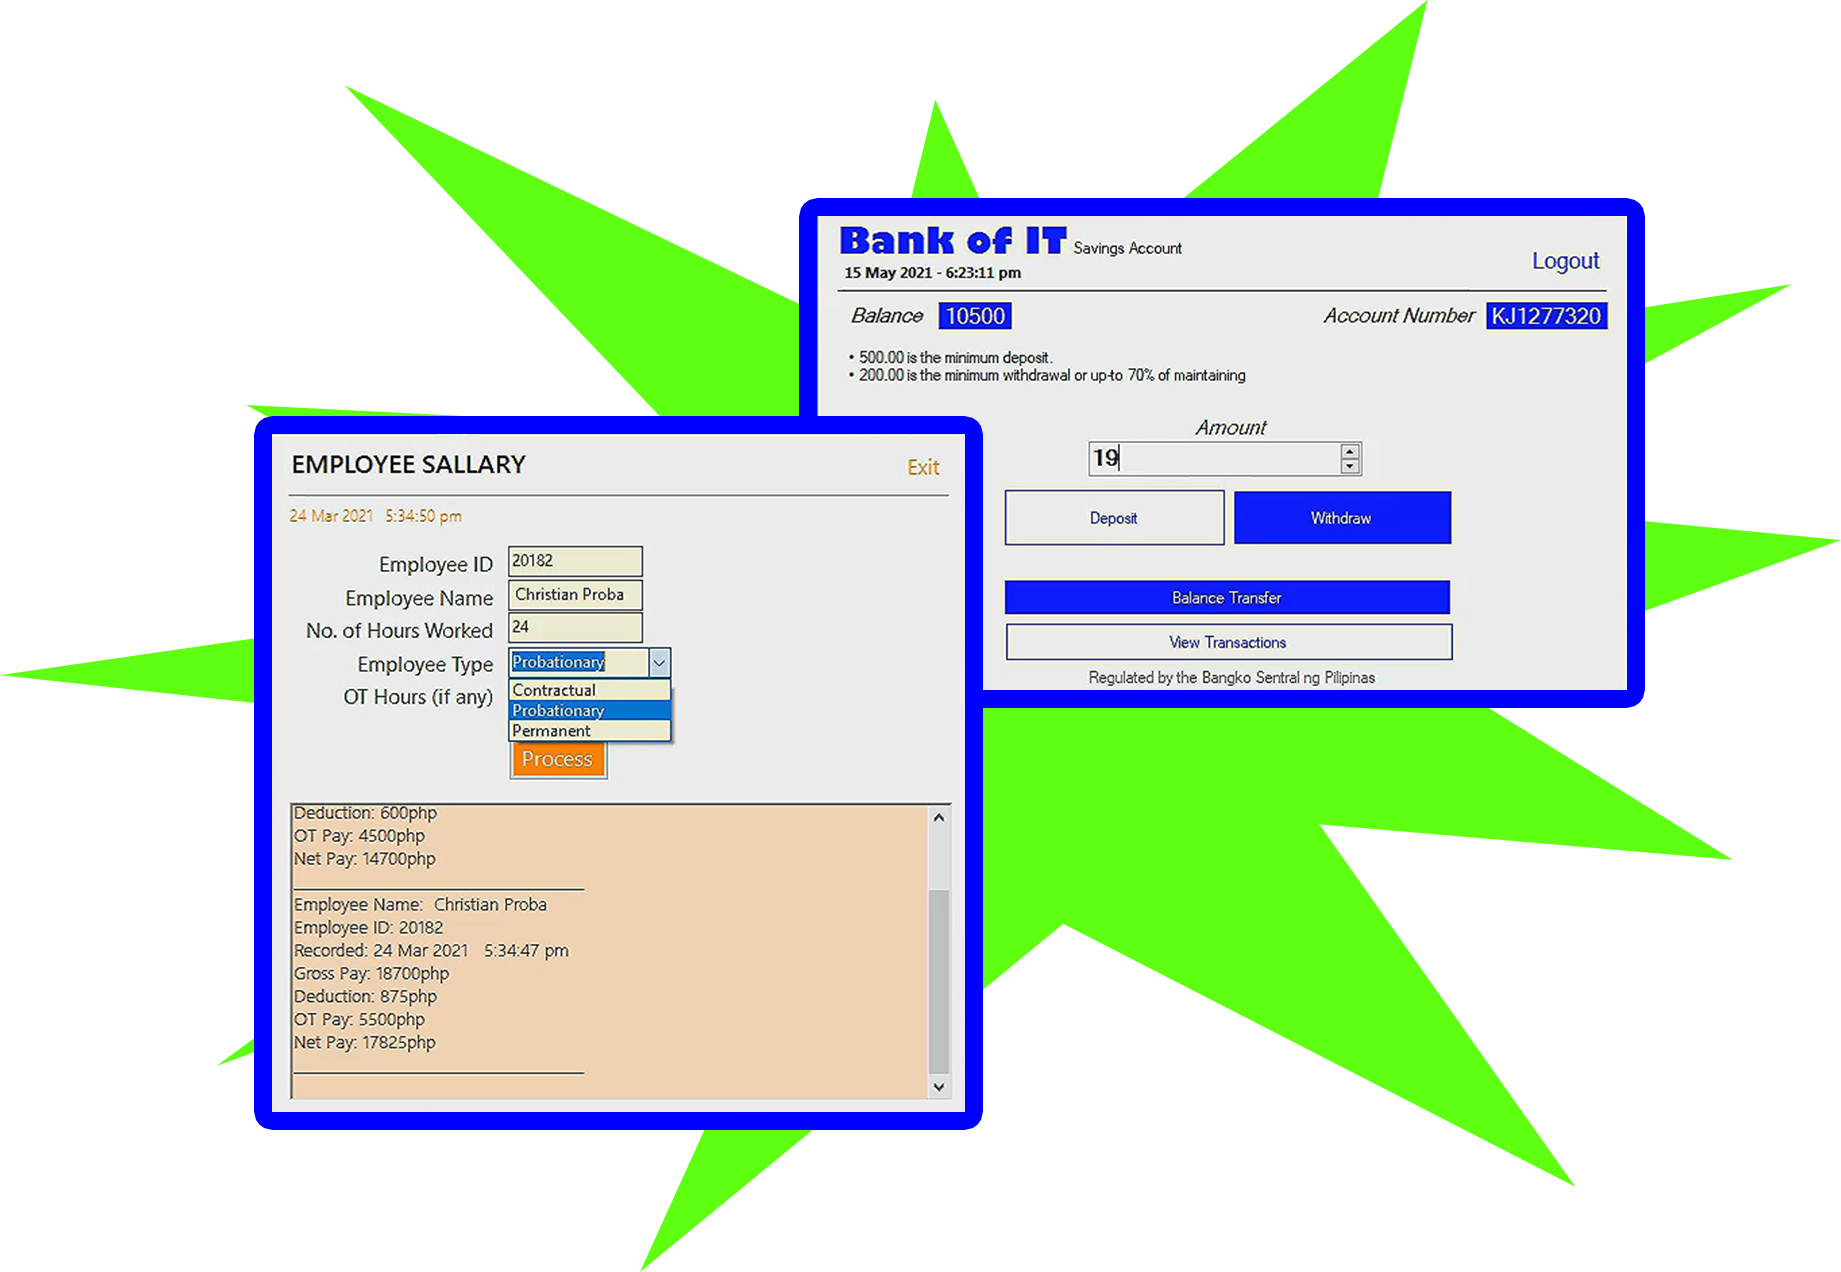 Bank of IT Savings Account
Logout
15 May 2021 - 6:23:11 pm
Balance 10500 Account Number KJ1277320
• 500.00 is the minimum deposit.
• 200.00 is the minimum withdrawal or up-to 70% of maintaining
Amount
19
Deposit Withdraw
Balance Transfer
View Transactions
Regulated by the Bangko Sentral ng Pilipinas
EMPLOYEE SALLARY Exit
24 Mar 2021 5:34:50 pm
Employee ID 20182
Employee Name Christian Proba
No. of Hours Worked 24
Employee Type Probationary
Contractual
OT Hours (if any) Probationary
Permanent
Process
Deduction: 600php
OT Pay: 4500php
Net Pay: 14700php
Employee Name: Christian Proba
Employee ID: 20182
Recorded: 24 Mar 2021 5:34:47 pm
Gross Pay: 18700php
Deduction: 875php
OT Pay: 5500php
Net Pay: 17825php